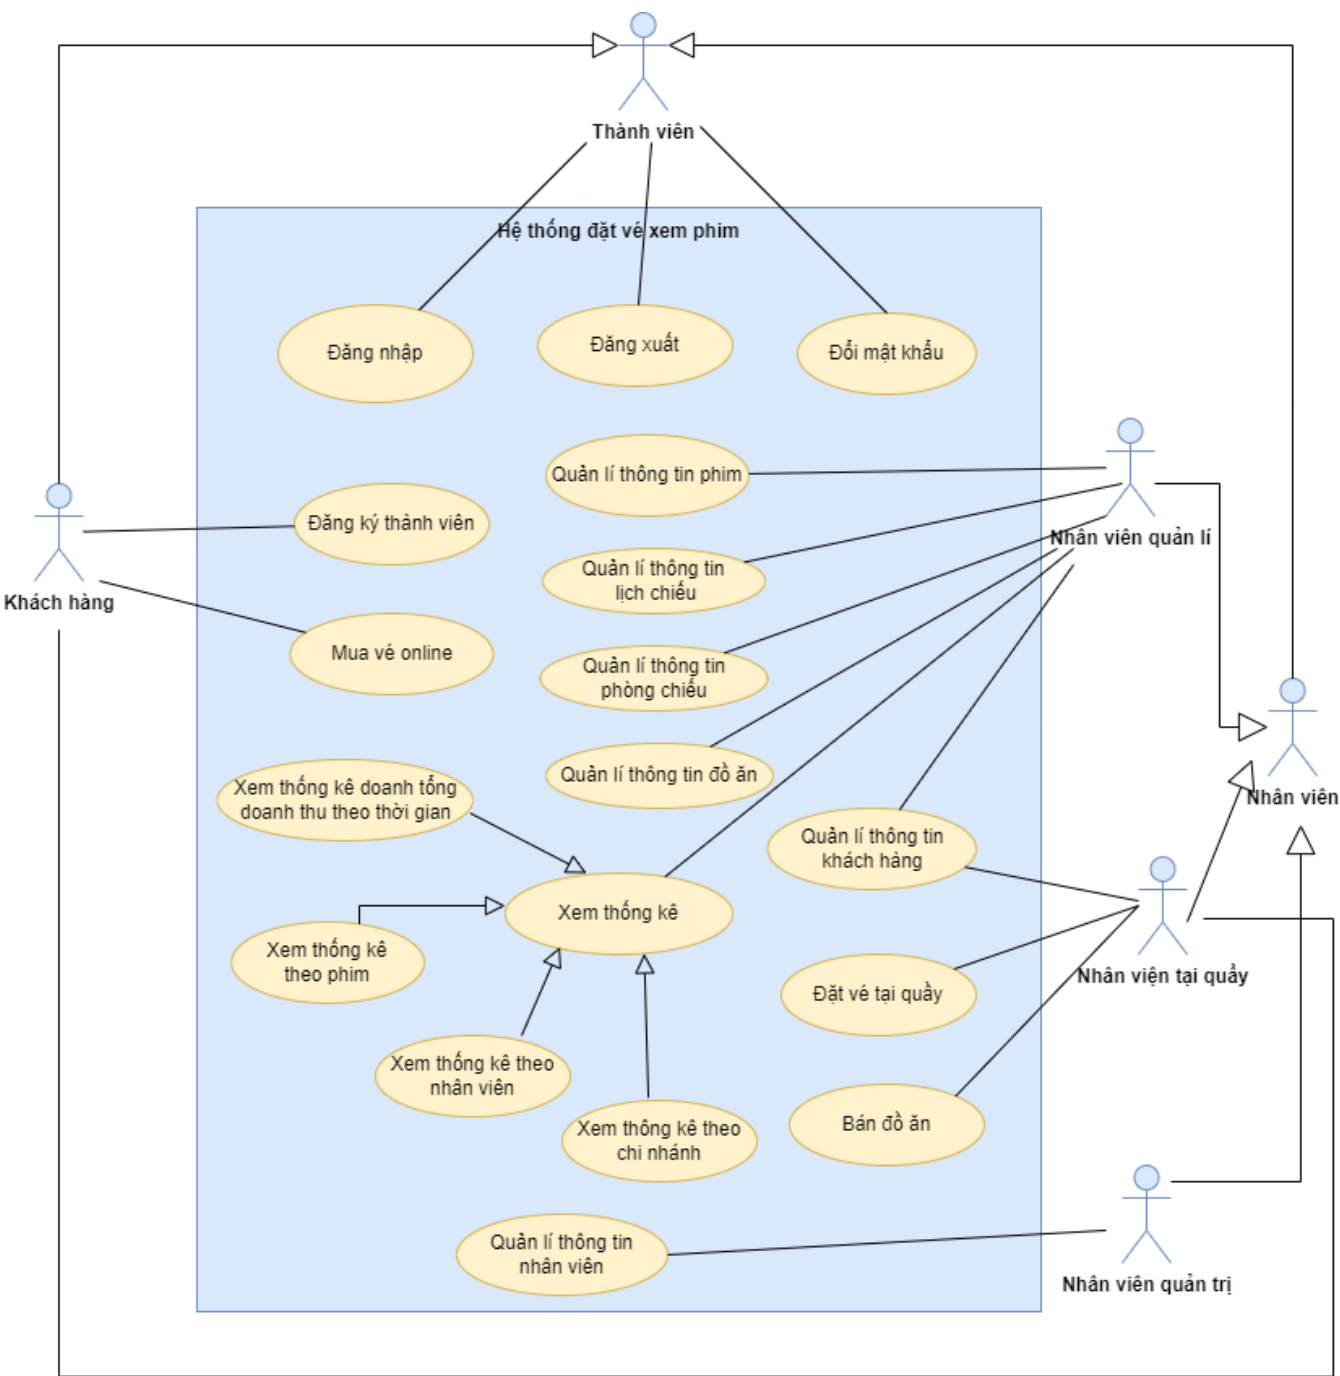 Thành viên
Hệ thống đặt vé xem phim
Đăng nhập
Đăng xuất
Đổi mật khẩu
Quản lí thông tin phim
Đăng ký thành viên
Nhân viên quản lí
Quản lí thông tin
lịch chiếu
Khách hàng
Mua vé online
Quản lí thông tin
phòng chiếu
Xem thống kê doanh tổng
doanh thu theo thời gian
Quản lí thông tin đồ ăn
Nhân viên
Quản lí thông tin
khách hàng
Xem thống kê
Xem thống kê
theo phim
Nhân viện tại quầy
Đặt vé tại quầy
Xem thống kê theo
nhân viên
Xem thông kê theo
chi nhánh
Bán đồ ăn
Quản lí thông tin
nhân viên
Nhân viên quản trị